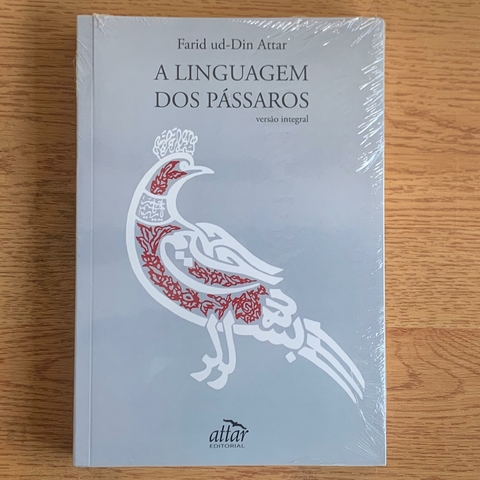 Farid ud-Din Attar
A LINGUAGEM
DOS PÁSSAROS
versão integral
attar
EDITORIAL